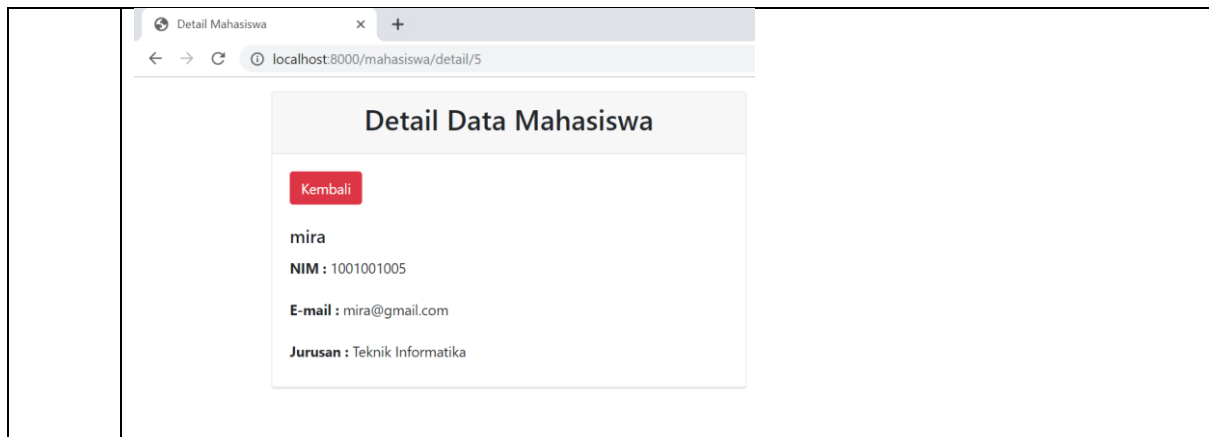 Detail Mahasiswa
localhost:8000/mahasiswa/detail/5
Detail Data Mahasiswa
Kembali
mira
NIM : 1001001005
E-mail : mira@gmail.com
Jurusan : Teknik Informatika